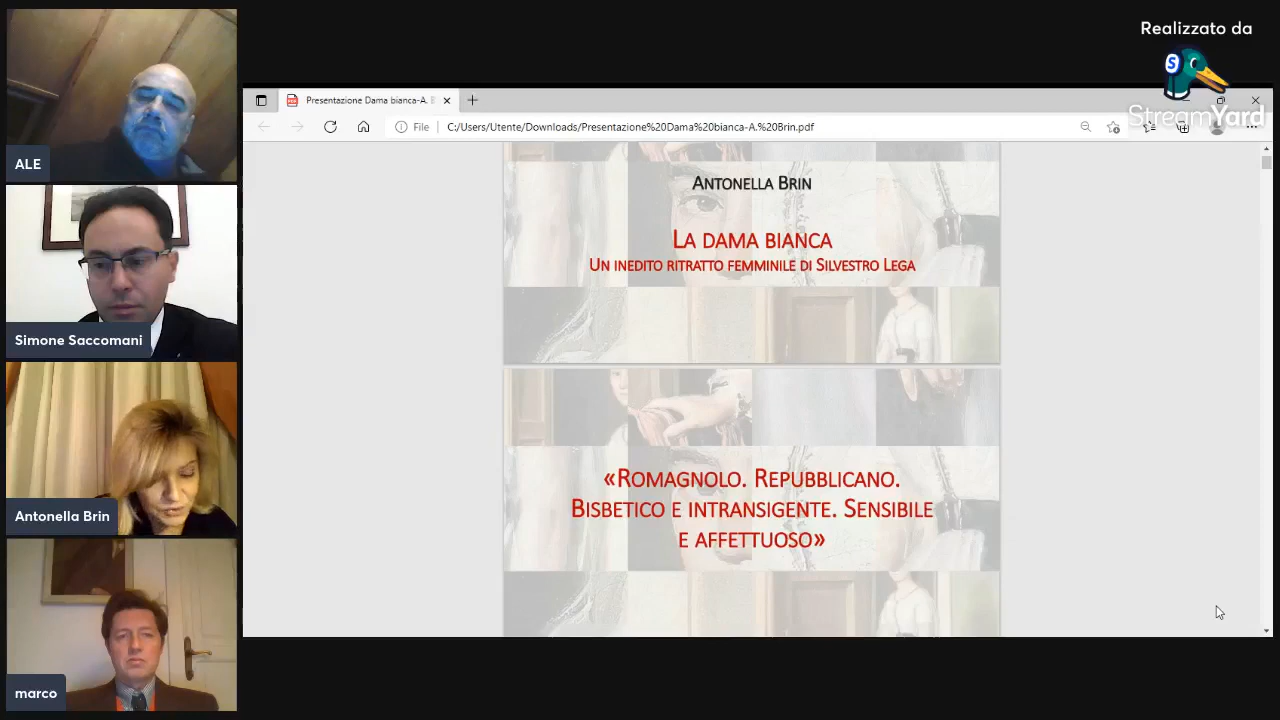 Realizzato da
StreamYard
Presentazione Dama bianca-A. B
File
C:/Users/Utente/Downloads/Presentazione%20Dama%20bianca-A.%20Brin.pdf
ANTONELLA BRIN
LA DAMA BIANCA
UN INEDITO RITRATTO FEMMINILE DI SILVESTRO LEGA
«ROMAGNOLO. REPUBBLICANO.
BISBETICO E INTRANSIGENTE. SENSIBILE
E AFFETTUOSO»
ALE
Simone Saccomani
Antonella Brin
marco